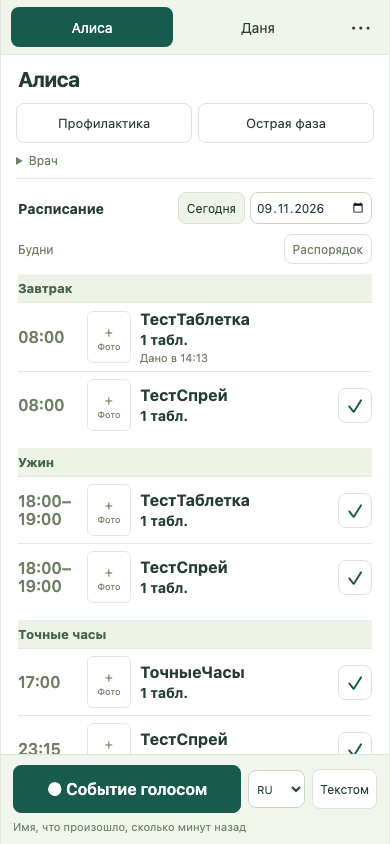 Алиса Даня ···
Алиса
Профилактика Острая фаза
▶ Врач
Расписание Сегодня 09.11.2026
Будни Распорядок
Завтрак
08:00 + Фото ТестТаблетка
1 табл.
Дано в 14:13
08:00 + Фото ТестСпрей
1 табл.
Ужин
18:00–
19:00 + Фото ТестТаблетка
1 табл.
18:00–
19:00 + Фото ТестСпрей
1 табл.
Точные часы
17:00 + Фото ТочныеЧасы
1 табл.
23:15 + ТестСпрей
Событие голосом RU Текстом
Имя, что произошло, сколько минут назад